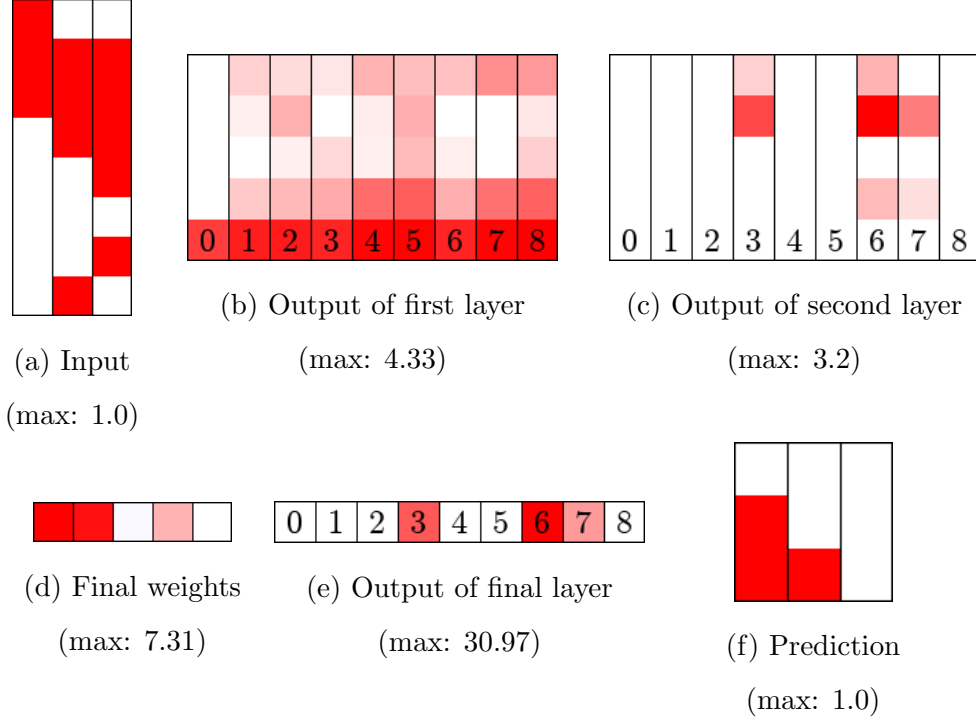 0 1 2 3 4 5 6 7 8
0 1 2 3 4 5 6 7 8
(b) Output of first layer
(max: 4.33)
(c) Output of second layer
(max: 3.2)
(a) Input
(max: 1.0)
0 1 2 3 4 5 6 7 8
(d) Final weights
(max: 7.31)
(e) Output of final layer
(max: 30.97)
(f) Prediction
(max: 1.0)